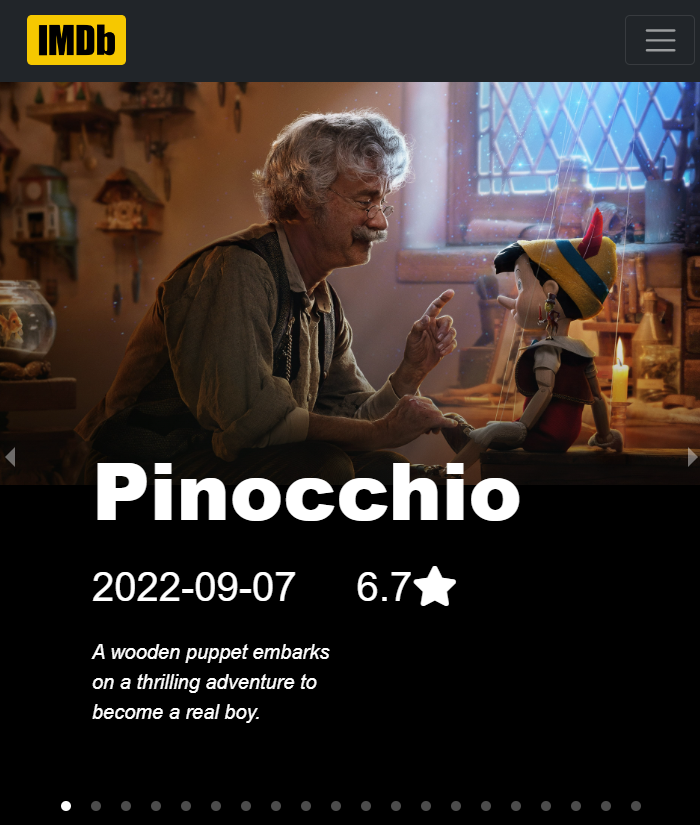 IMDb
Pinocchio
2022-09-07 6.7
A wooden puppet embarks
on a thrilling adventure to
become a real boy.